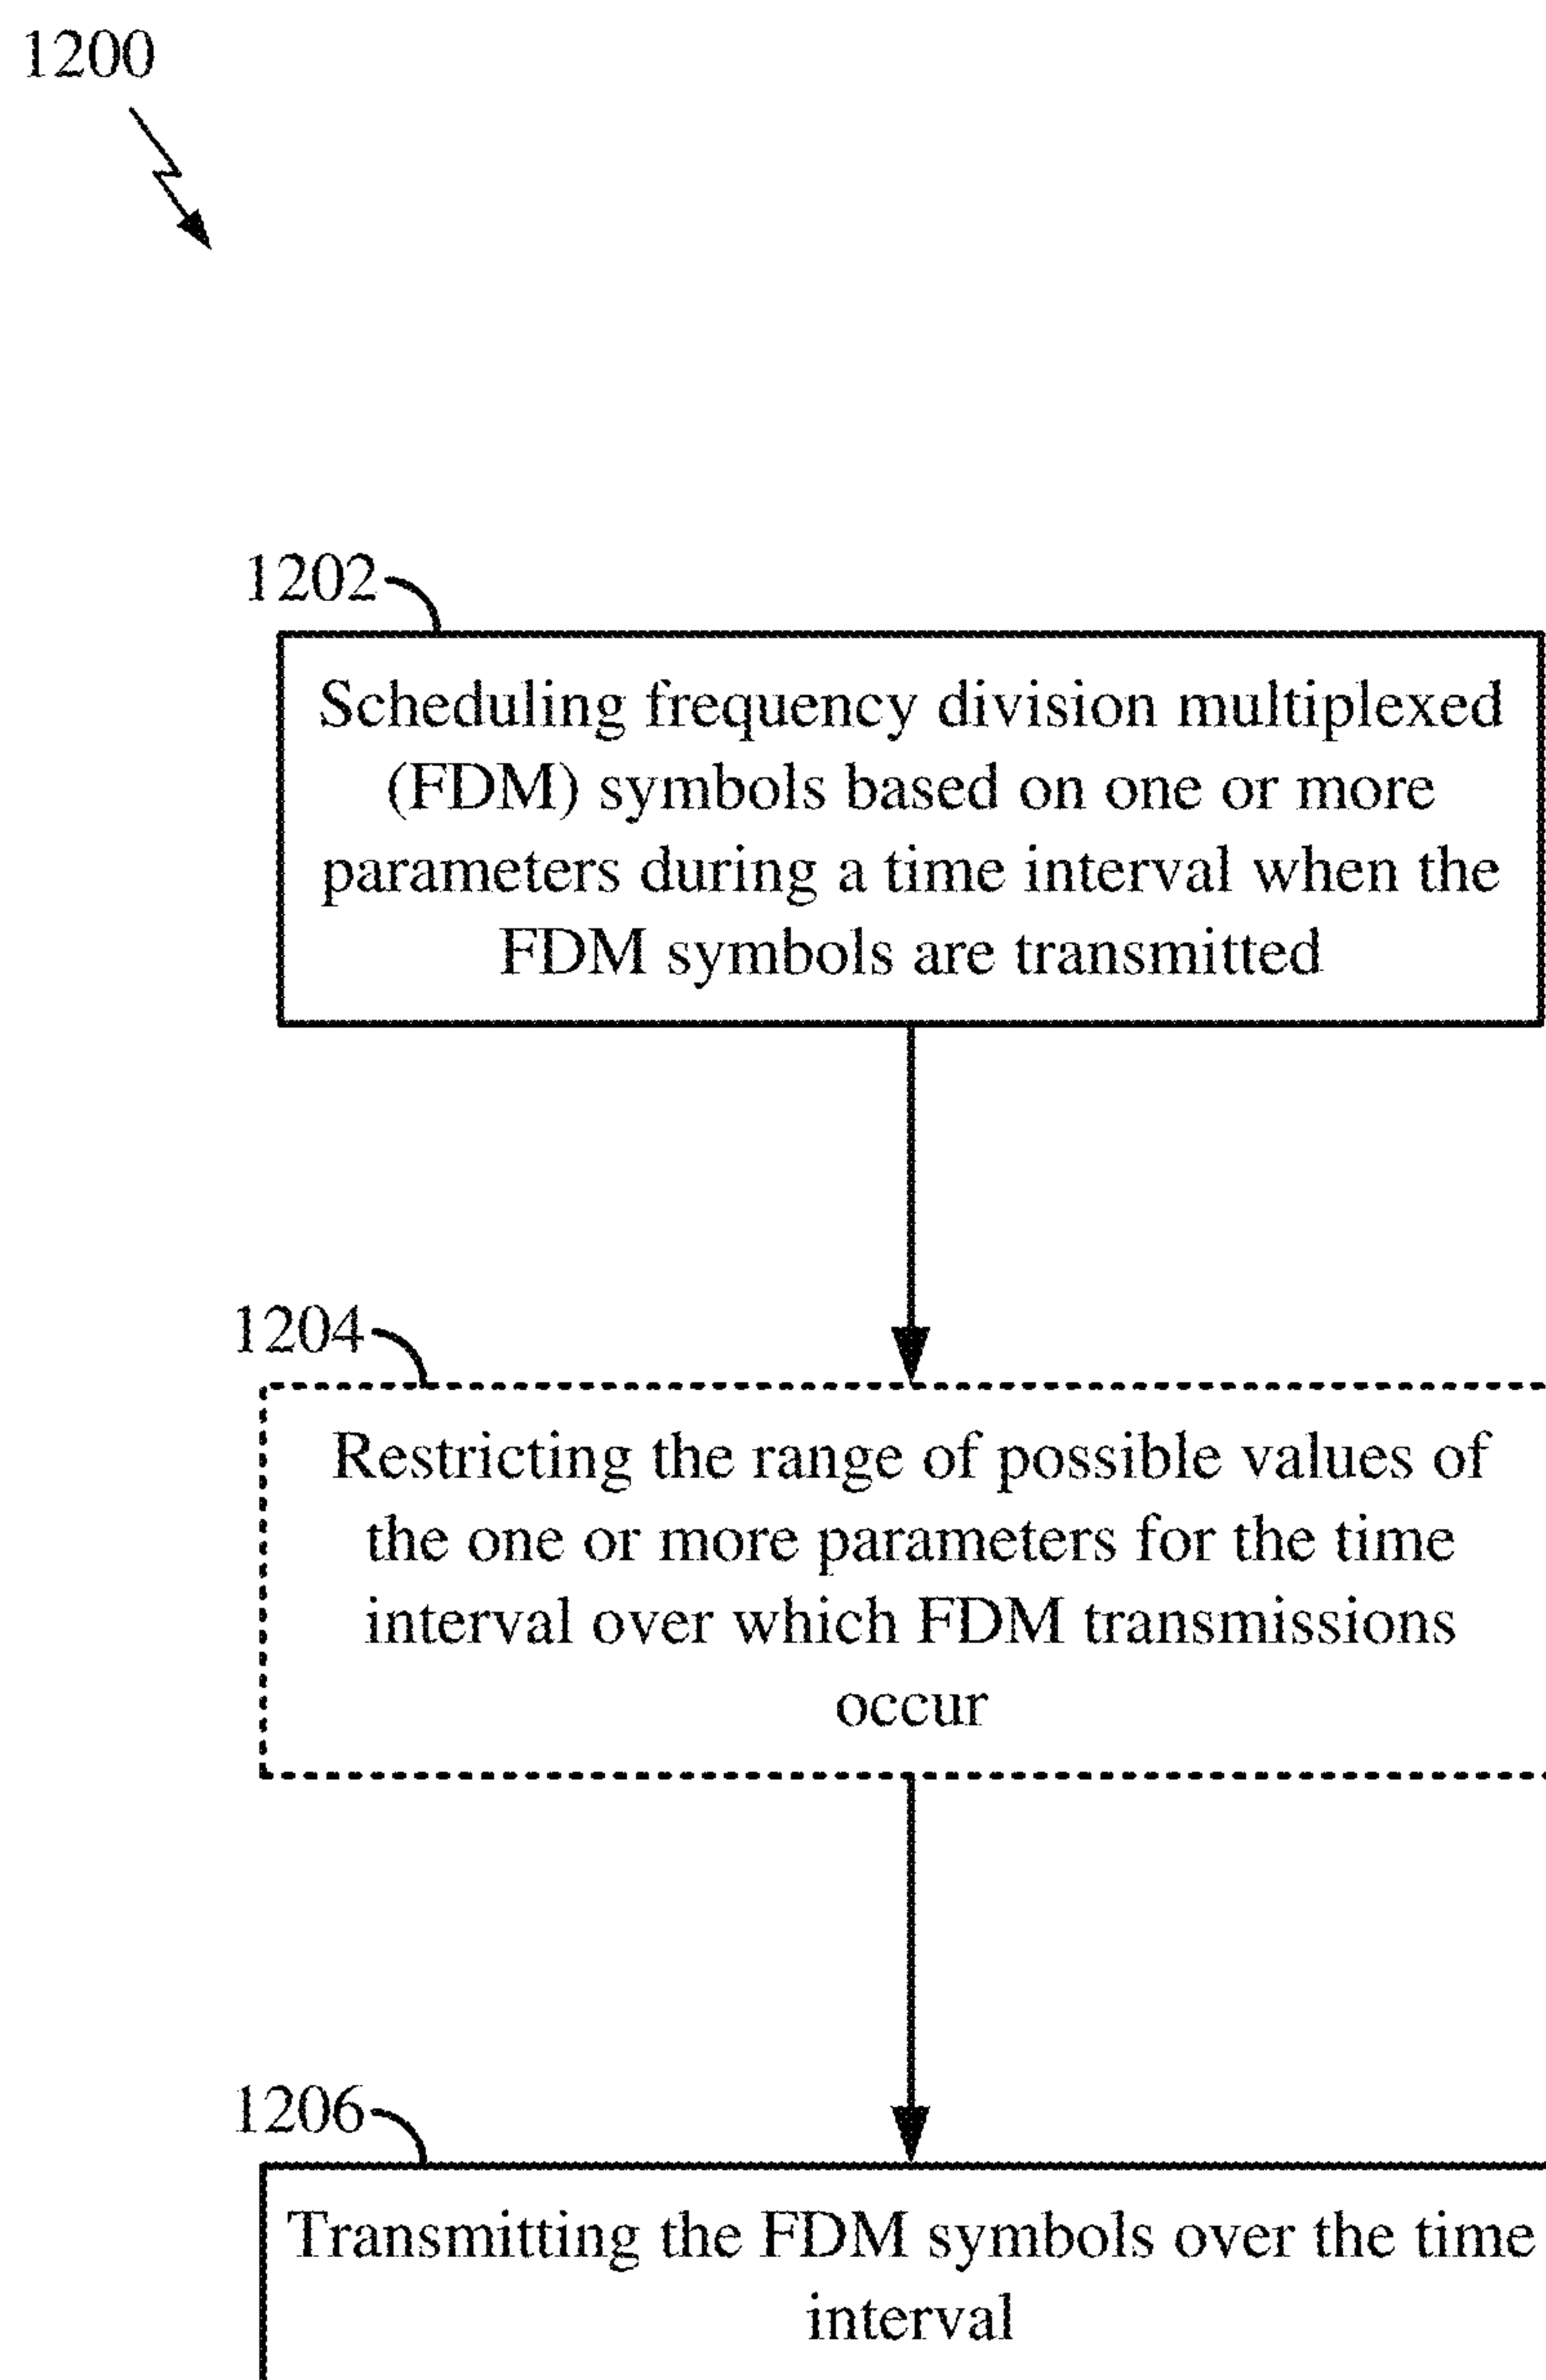 1200
1202
Scheduling frequency division multiplexed
(FDM) symbols based on one or more
parameters during a time interval when the
FDM symbols are transmitted
1204
Restricting the range of possible values of
the one or more parameters for the time
interval over which FDM transmissions
occur
1206
Transmitting the FDM symbols over the time
interval